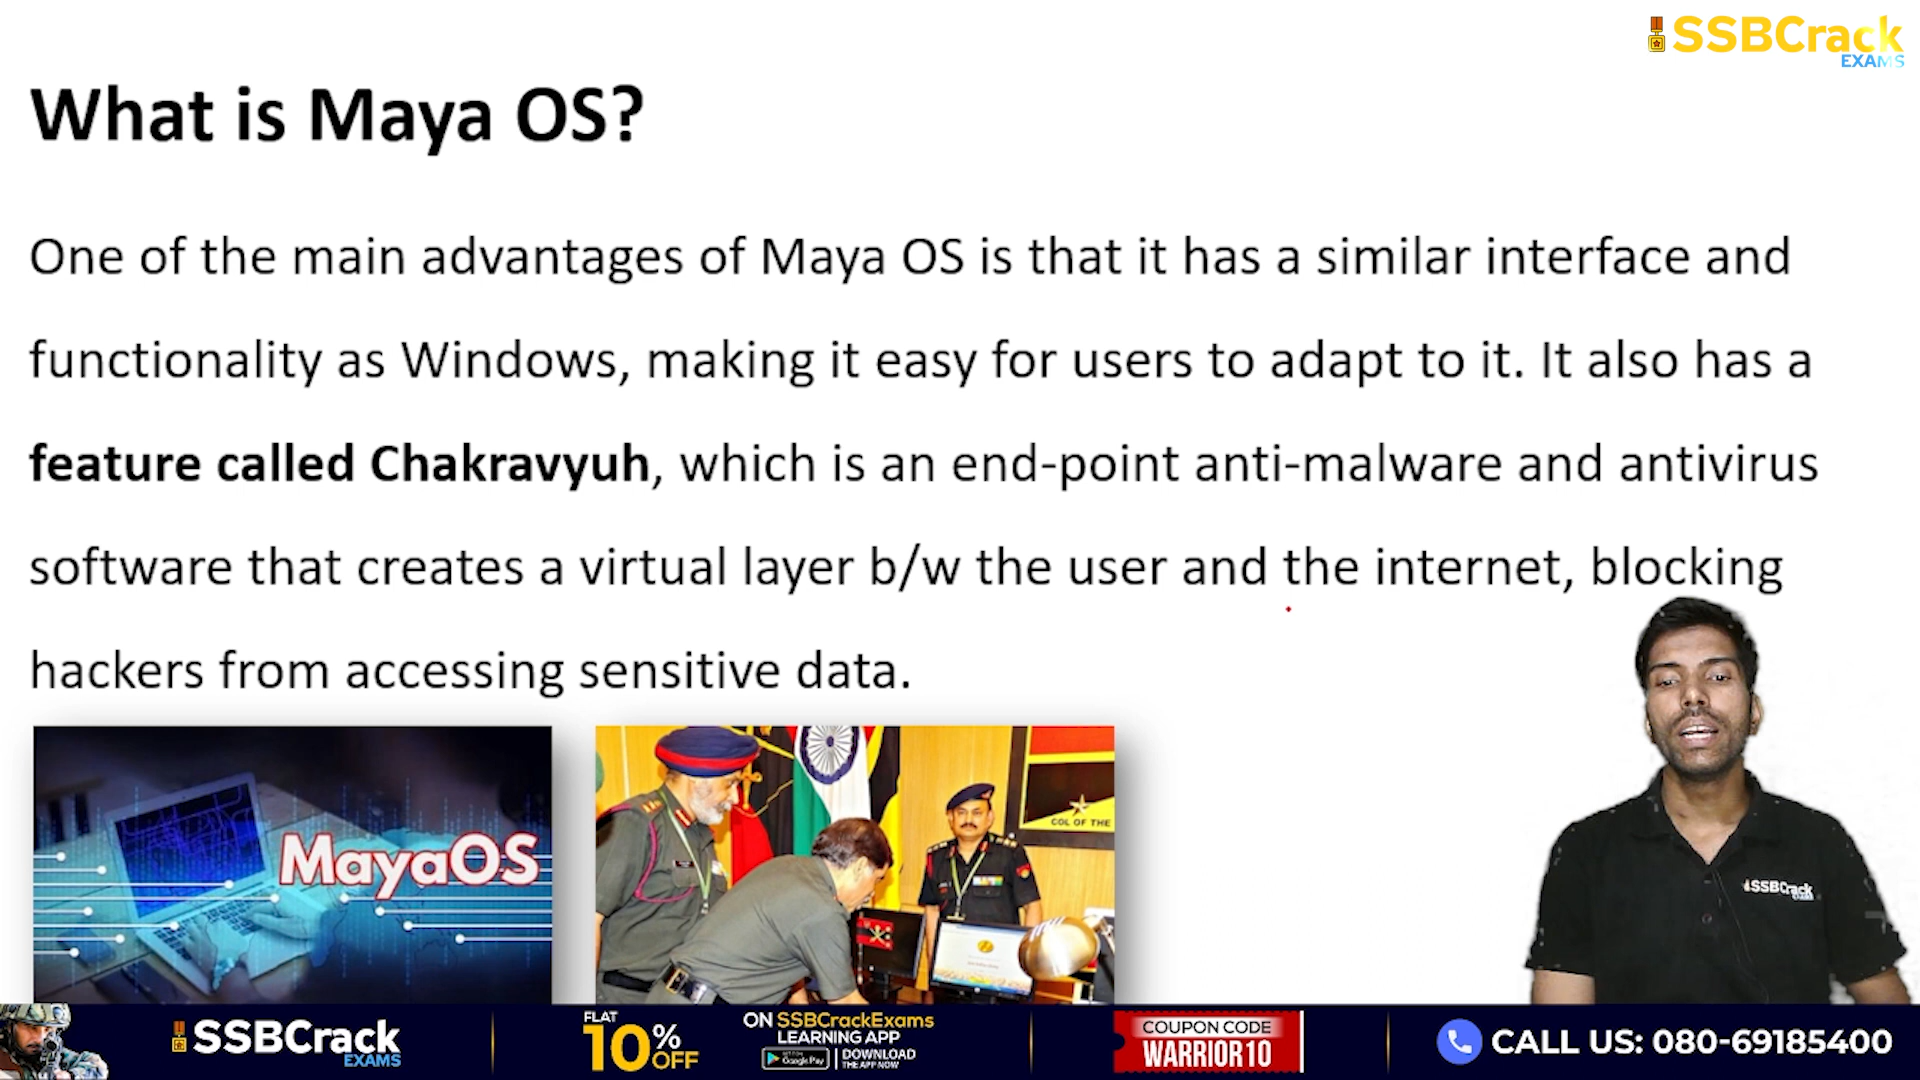 SSBCrack
EXAMS
What is Maya OS?
One of the main advantages of Maya OS is that it has a similar interface and
functionality as Windows, making it easy for users to adapt to it. It also has a
feature called Chakravyuh, which is an end-point anti-malware and antivirus
software that creates a virtual layer b/w the user and the internet, blocking
hackers from accessing sensitive data.
MayaOS
COL OF THE
SSBCrack
SSBCrack
EXAMS
FLAT
10%
OFF
ON SSBCrackExams
LEARNING APP
Google Play
DOWNLOAD
THE APP NOW
COUPON CODE
WARRIOR10
CALL US: 080-69185400